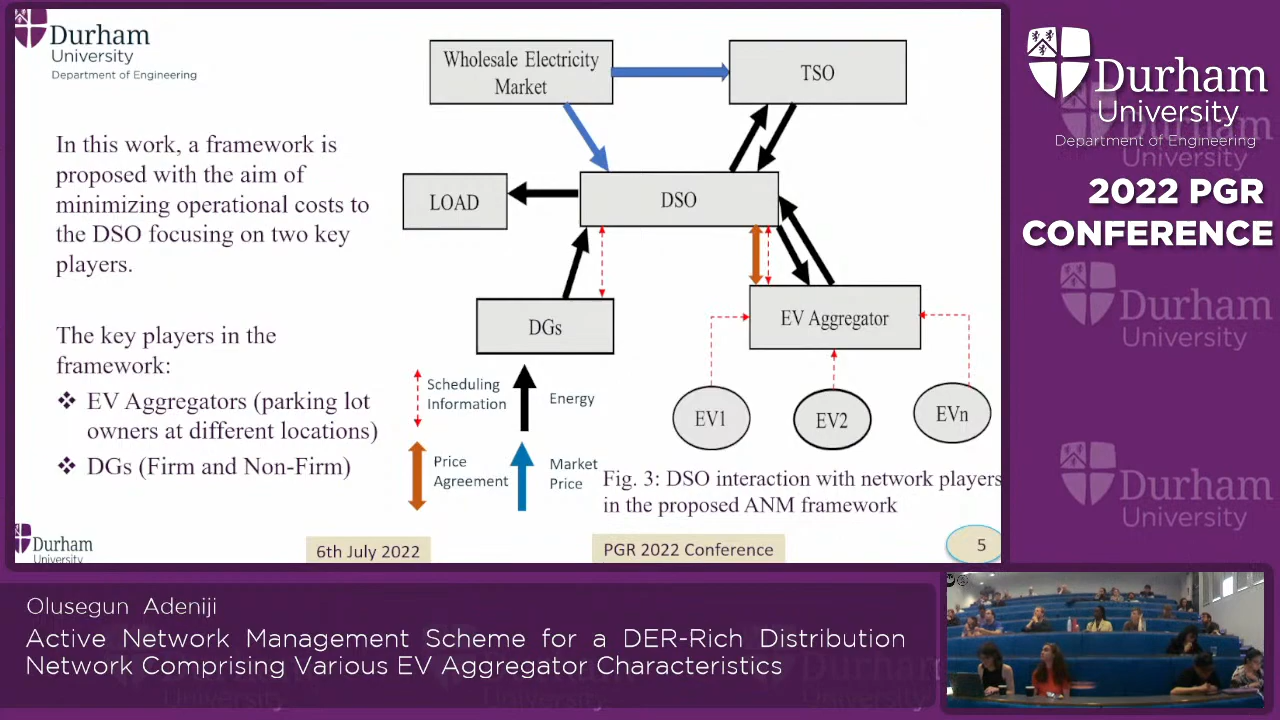 Durham
University
Department of Engineering
In this work, a framework is
proposed with the aim of
minimizing operational costs to
the DSO focusing on two key
players.
The key players in the
framework:
❖ EV Aggregators (parking lot
owners at different locations)
❖ DGs (Firm and Non-Firm)
Wholesale Electricity
Market
TSO
LOAD
DSO
DGs
EV Aggregator
EV1
EV2
EVn
Scheduling
Information
Energy
Price
Agreement
Market
Price
Fig. 3: DSO interaction with network players
in the proposed ANM framework
Durham
University
6th July 2022
PGR 2022 Conference
5
Durham
University
Department of Engineering
2022 PGR
CONFERENCE
Durham
University
Durham
University
Olusegun Adeniji
Active Network Management Scheme for a DER-Rich Distribution
Network Comprising Various EV Aggregator Characteristics